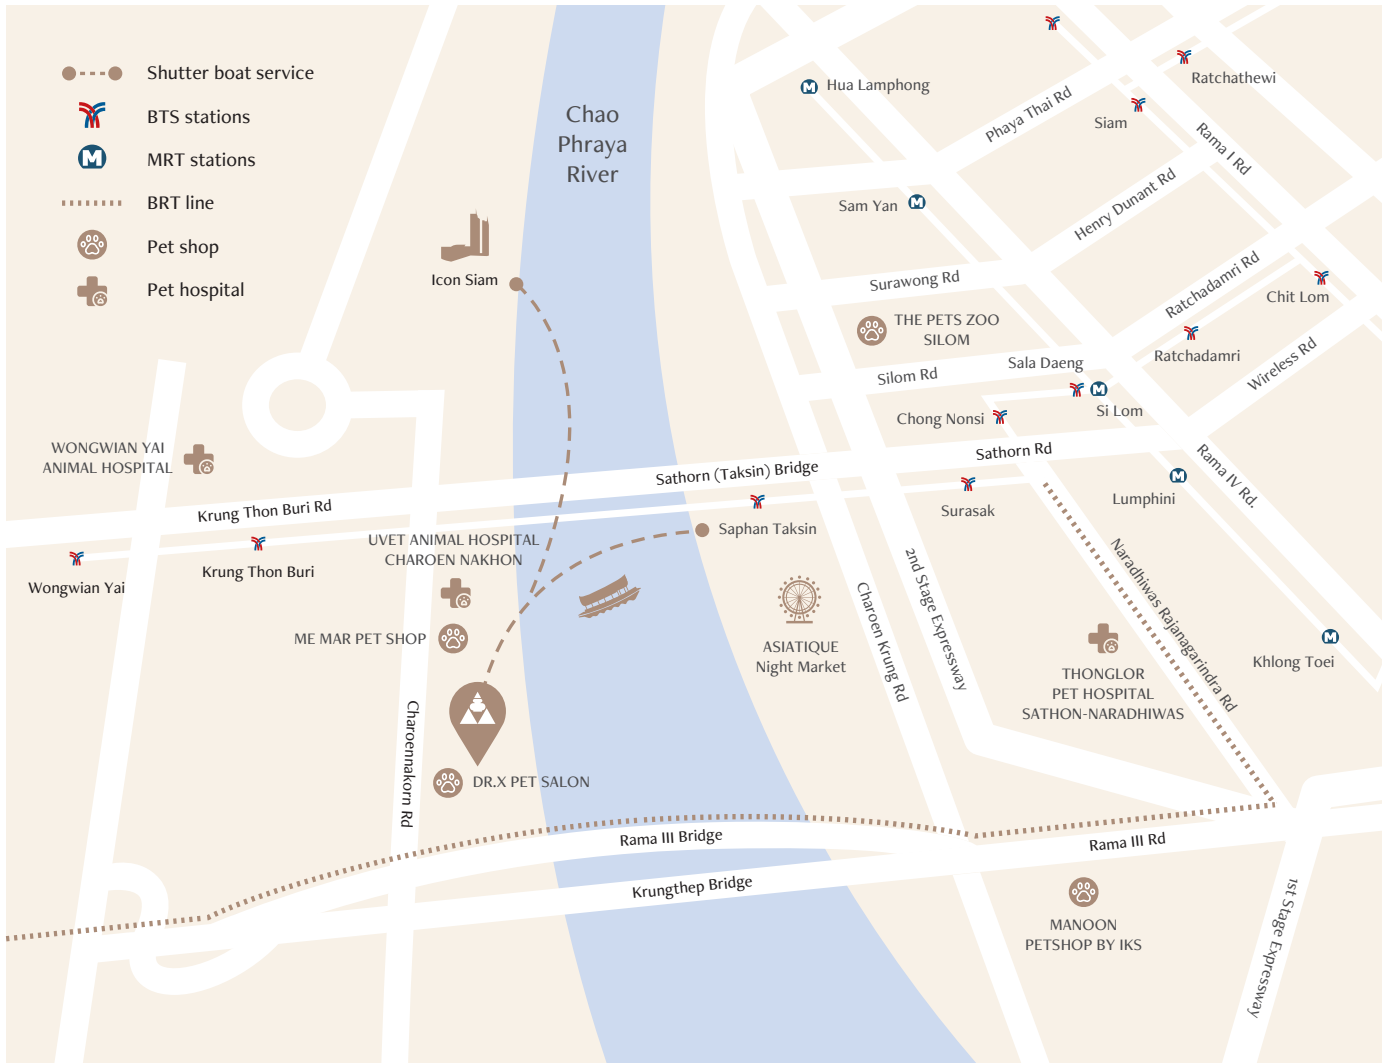 Shutter boat service
BTS stations
MRT stations
BRT line
Pet shop
Pet hospital
Chao
Phraya
River
Icon Siam
Hua Lamphong
Phaya Thai Rd
Ratchathewi
Siam
Rama I Rd
Sam Yan
Henry Dunant Rd
Surawong Rd
Ratchadamri Rd
Chit Lom
THE PETS ZOO
SILOM
Sala Daeng
Ratchadamri
Wireless Rd
Silom Rd
Si Lom
Chong Nonsi
Sathorn Rd
Rama IV Rd.
Sathorn (Taksin) Bridge
Lumphini
Surasak
WONGWIAN YAI
ANIMAL HOSPITAL
Krung Thon Buri Rd
Saphan Taksin
UVET ANIMAL HOSPITAL
CHAROEN NAKHON
Wongwian Yai
Krung Thon Buri
ME MAR PET SHOP
ASIATIQUE
Night Market
Charoen Krung Rd
2nd Stage Expressway
Naradhiwas Rajanagarindra Rd
Khlong Toei
THONGLOR
PET HOSPITAL
SATHON-NARADHIWAS
Charoennakorn Rd
DR.X PET SALON
Rama III Bridge
Rama III Rd
Krungthep Bridge
MANOON
PETSHOP BY IKS
1st Stage Expressway